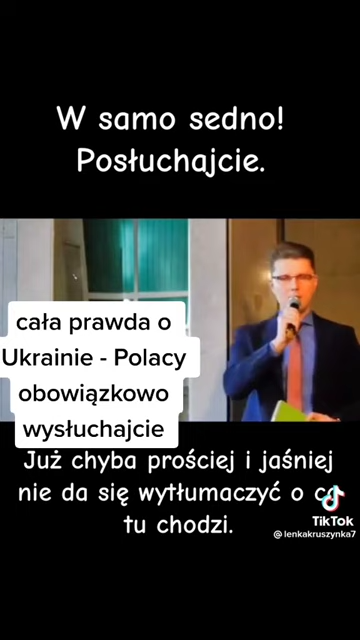 W samo sedno!
Posłuchajcie.
cała prawda o
Ukrainie - Polacy
obowiązkowo
wysłuchajcie
Już chyba prościej i jaśniej
nie da się wytłumaczyć o co
tu chodzi.
TikTok
@ lenkakruszynka7